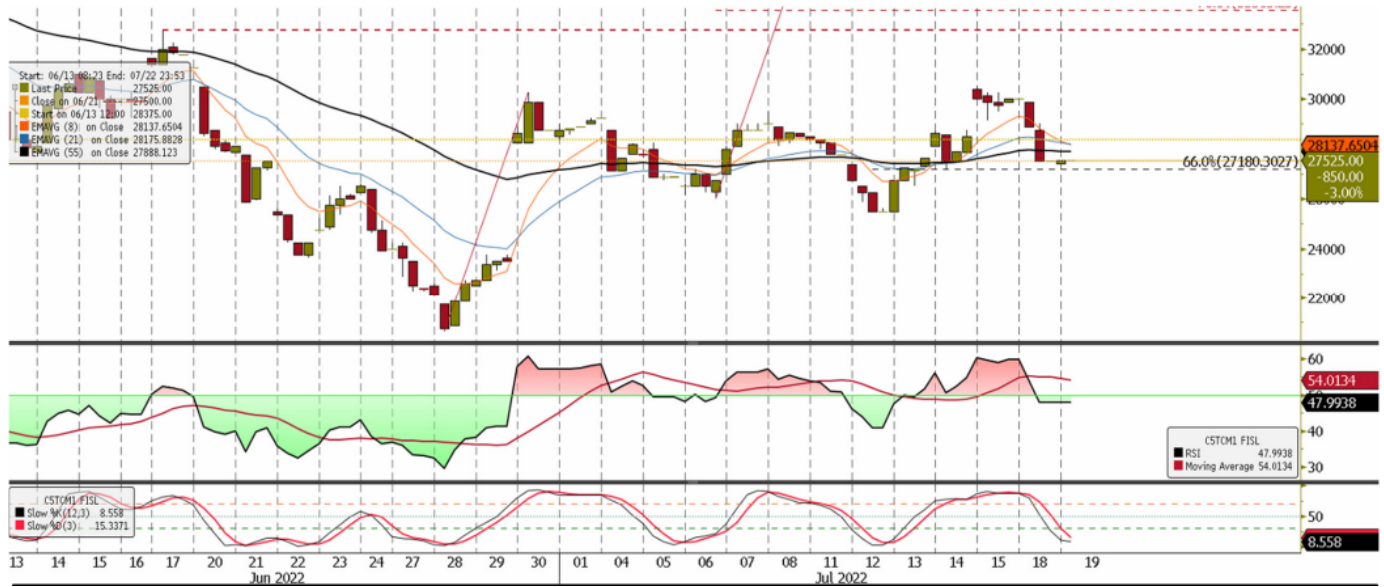 32000
30000
Start: 06/13 08:23 End: 07/22 23:53
Last Price 27525.00
Close on 06/21 27500.00
Start on 06/13 12:00 28375.00
EMAVG (8) on Close 28137.6504
EMAVG (21) on Close 28175.8828
EMAVG (55) on Close 27888.123
28137.6504
66.0%(27180.3027)
27525.00
-850.00
-3.00%
24000
22000
60
54.0134
47.9938
40
30
C5TCM1 FISL
RSI 47.9938
Moving Average 54.0134
C5TCM1 FISL
Slow %K(12,3) 8.558
Slow %D(3) 15.3371
50
8.558
13 14 15 16 17 20 21 22 23 24 27 28 29 30 01 04 05 06 07 08 11 12 13 14 15 18 19
Jun 2022 Jul 2022